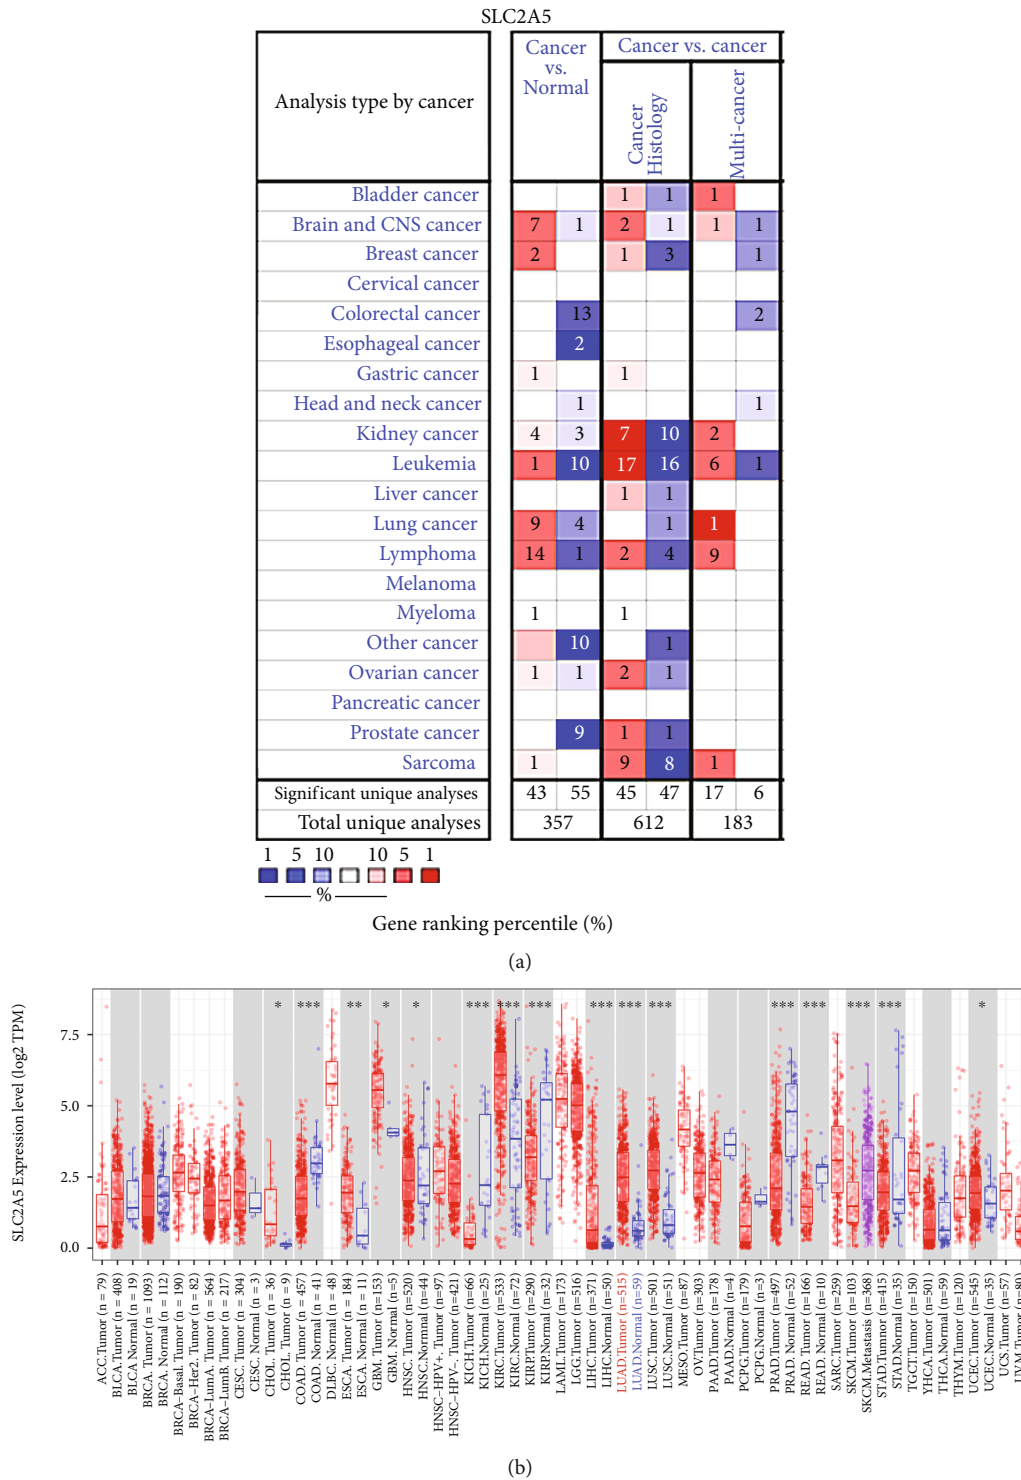 SLC2A5
Analysis type by cancer
Cancer vs. Normal
Cancer vs. cancer
Cancer Histology
Multi-cancer
Bladder cancer 1 1 1
Brain and CNS cancer 7 1 2 1 1 1
Breast cancer 2 1 3 1
Cervical cancer
Colorectal cancer 13 2
Esophageal cancer 2
Gastric cancer 1 1
Head and neck cancer 1 1
Kidney cancer 4 3 7 10 2
Leukemia 1 10 17 16 6 1
Liver cancer 1 1
Lung cancer 9 4 1 1
Lymphoma 14 1 2 4 9
Melanoma
Myeloma 1 1
Other cancer 10 1
Ovarian cancer 1 1 2 1
Pancreatic cancer
Prostate cancer 9 1 1
Sarcoma 1 9 8 1
Significant unique analyses 43 55 45 47 17 6
Total unique analyses 357 612 183
1 5 10 10 5 1
%
Gene ranking percentile (%)
(a)
SLC2A5 Expression level (log2 TPM)
7.5
5.0
2.5
0.0
* *** ** * * *** *** *** *** *** *** *** *** *** *** *
ACC.Tumor (n = 79)
BLCA.Tumor (n = 408)
BLCA Normal (n = 19)
BRCA. Tumor (n = 1093)
BRCA. Normal (n = 112)
BRCA-Basal. Tumor (n = 190)
BRCA-Her2. Tumor (n = 82)
BRCA-LumA. Tumor (n = 564)
BRCA-LumB. Tumor (n = 217)
CESC. Tumor (n = 304)
CESC. Normal (n = 3)
CHOL. Tumor (n = 36)
CHOL. Tumor (n = 9)
COAD. Tumor (n = 457)
COAD. Normal (n = 41)
DLBC. Tumor (n = 48)
ESCA. Tumor (n = 184)
ESCA. Normal (n = 11)
GBM. Tumor (n=153)
GBM. Normal (n=5)
HNSC. Tumor (n=520)
HNSC.Normal (n=44)
HNSC-HPV+. Tumor (n=97)
HNSC-HPV-. Tumor (n=421)
KICH.Tumor (n=66)
KICH.Normal (n=25)
KIRC.Tumor (n=533)
KIRC.Normal (n=72)
KIRP.Tumor (n=290)
KIRP.Normal (n=32)
LAML.Tumor (n=173)
LGG.Tumor (n=516)
LIHC.Tumor (n=371)
LIHC.Normal (n=50)
LUAD.Tumor (n=515)
LUAD.Normal (n=59)
LUSC.Tumor (n=501)
LUSC.Normal (n=51)
MESO.Tumor (n=87)
OV.Tumor (n=303)
PAAD.Tumor (n=178)
PAAD.Normal (n=4)
PCPG.Tumor (n=179)
PCPG.Normal (n=3)
PRAD.Tumor (n=497)
PRAD. Normal (n=52)
READ.Tumor (n=166)
READ. Normal (n=10)
SARC.Tumor (n=259)
SKCM.Tumor (n=103)
SKCM.Metastasis (n=368)
STAD.Tumor (n=415)
STAD.Normal (n=35)
TGCT.Tumor (n=150)
YHCA.Tumor (n=501)
THCA.Normal (n=59)
THYM.Tumor (n=120)
UCEC.Tumor (n=545)
UCEC.Normal (n=35)
UCS.Tumor (n=57)
UVM.Tumor (n=80)
(b)